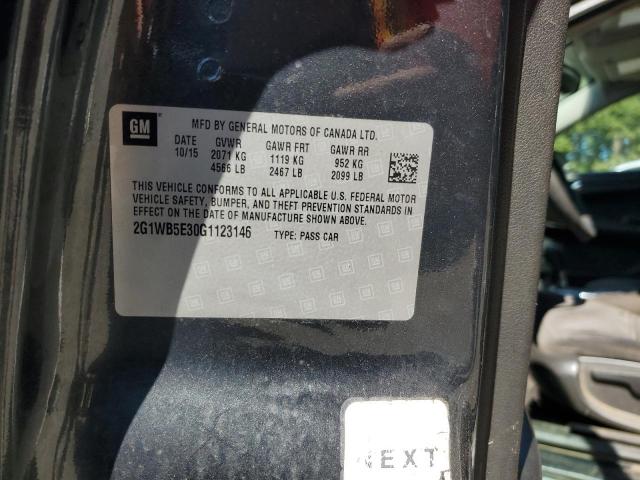 GM
MFD BY GENERAL MOTORS OF CANADA LTD.
DATE GVWR GAWR FRT GAWR RR
10/15 2071 KG 1119 KG 952 KG
4566 LB 2467 LB 2099 LB
THIS VEHICLE CONFORMS TO ALL APPLICABLE U.S. FEDERAL MOTOR
VEHICLE SAFETY, BUMPER, AND THEFT PREVENTION STANDARDS IN
EFFECT ON THE DATE OF MANUFACTURE SHOWN ABOVE.
2G1WB5E30G1123146 TYPE: PASS CAR
NEXT